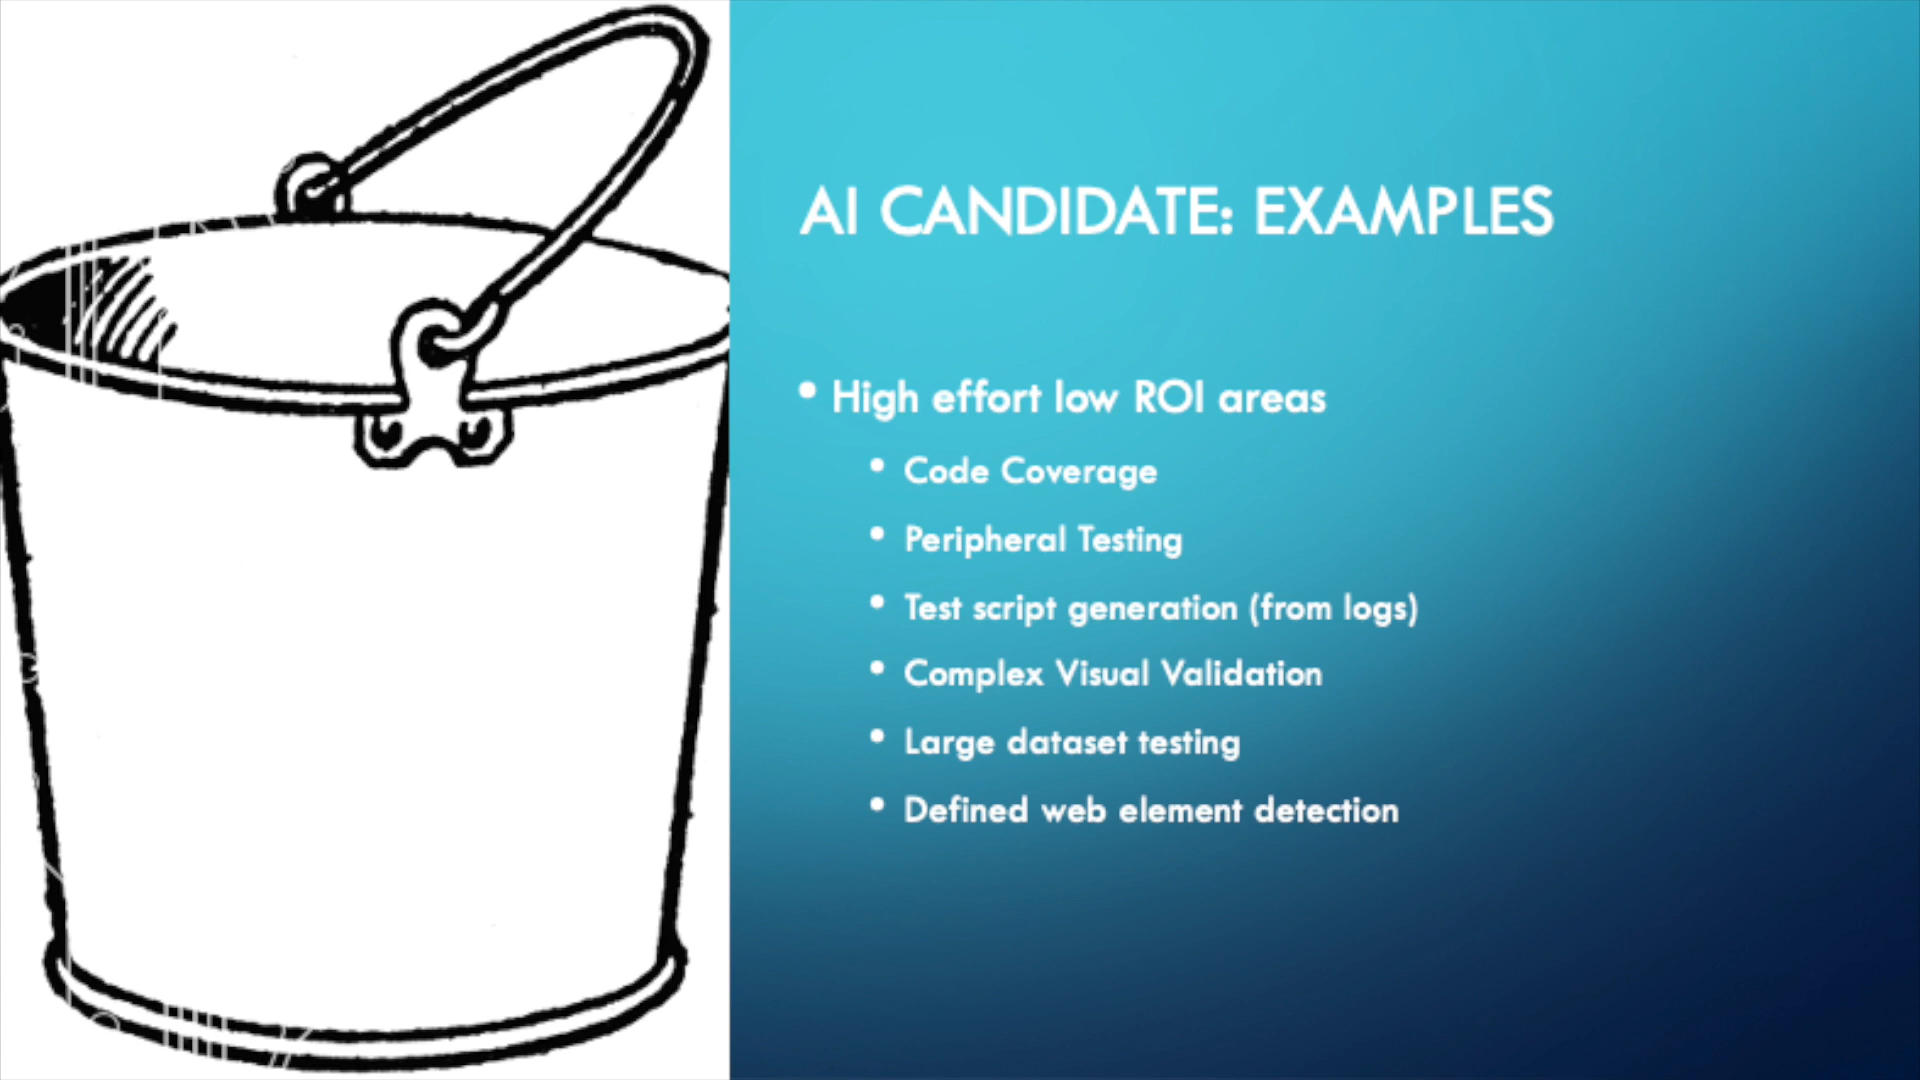 AI CANDIDATE: EXAMPLES
• High effort low ROI areas
• Code Coverage
• Peripheral Testing
• Test script generation (from logs)
• Complex Visual Validation
• Large dataset testing
• Defined web element detection